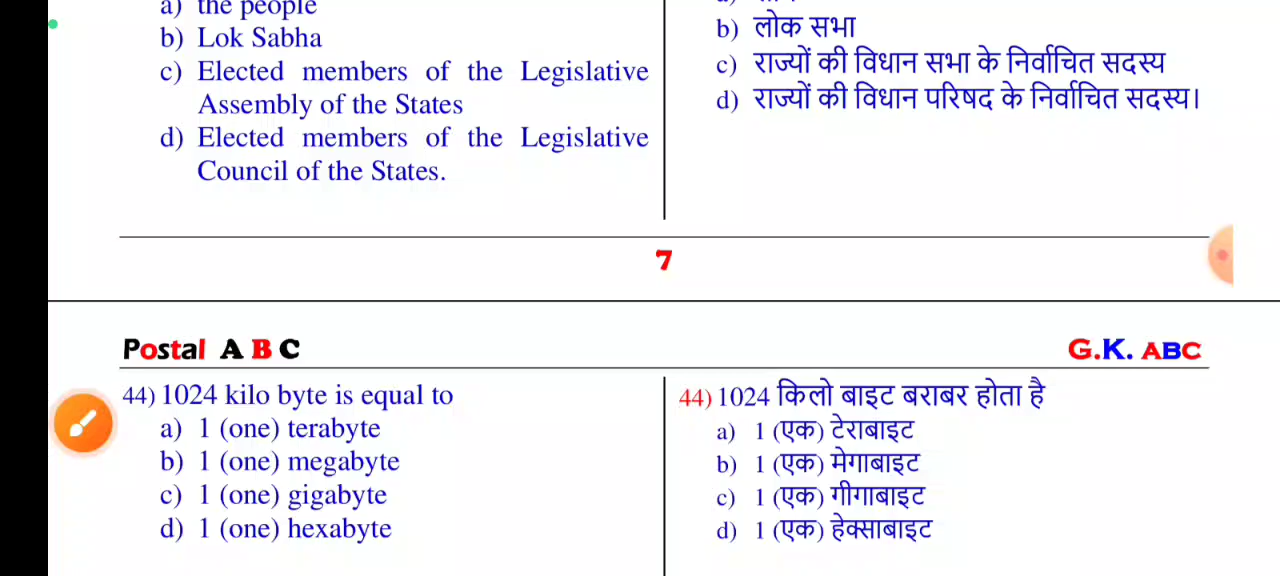 a) the people
b) Lok Sabha
c) Elected members of the Legislative
Assembly of the States
d) Elected members of the Legislative
Council of the States.
b) लोक सभा
c) राज्यों की विधान सभा के निर्वाचित सदस्य
d) राज्यों की विधान परिषद के निर्वाचित सदस्य।
7
Postal A B C
G.K. ABC
44) 1024 kilo byte is equal to
a) 1 (one) terabyte
b) 1 (one) megabyte
c) 1 (one) gigabyte
d) 1 (one) hexabyte
44) 1024 किलो बाइट बराबर होता है
a) 1 (एक) टेराबाइट
b) 1 (एक) मेगाबाइट
c) 1 (एक) गीगाबाइट
d) 1 (एक) हेक्साबाइट